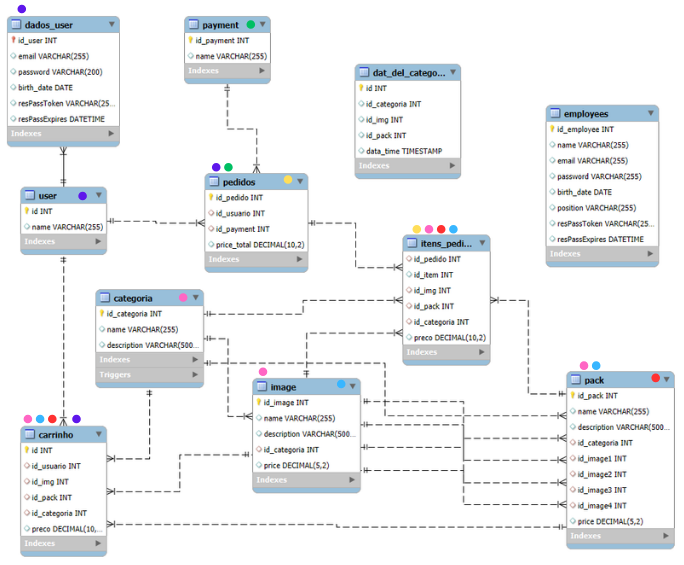 dados_user
id_user INT
email VARCHAR(255)
password VARCHAR(200)
birth_date DATE
resPassToken VARCHAR(25...
resPassExpires DATETIME
Indexes
payment
id_payment INT
name VARCHAR(255)
Indexes
dat_del_catego...
id INT
id_categoria INT
id_img INT
id_pack INT
data_time TIMESTAMP
Indexes
employees
id_employee INT
name VARCHAR(255)
email VARCHAR(255)
password VARCHAR(255)
birth_date DATE
position VARCHAR(255)
resPassToken VARCHAR(25...
resPassExpires DATETIME
Indexes
user
id INT
name VARCHAR(255)
Indexes
pedidos
id_pedido INT
id_usuario INT
id_payment INT
price_total DECIMAL(10,2)
Indexes
itens_pedi...
id_pedido INT
id_item INT
id_img INT
id_pack INT
id_categoria INT
preco DECIMAL(10,2)
Indexes
categoria
id_categoria INT
name VARCHAR(255)
description VARCHAR(500...
Indexes
Triggers
image
id_image INT
name VARCHAR(255)
description VARCHAR(500...
id_categoria INT
price DECIMAL(5,2)
Indexes
pack
id_pack INT
name VARCHAR(255)
description VARCHAR(500...
id_categoria INT
id_image1 INT
id_image2 INT
id_image3 INT
id_image4 INT
price DECIMAL(5,2)
Indexes
carrinho
id INT
id_usuario INT
id_img INT
id_pack INT
id_categoria INT
preco DECIMAL(10,...
Indexes